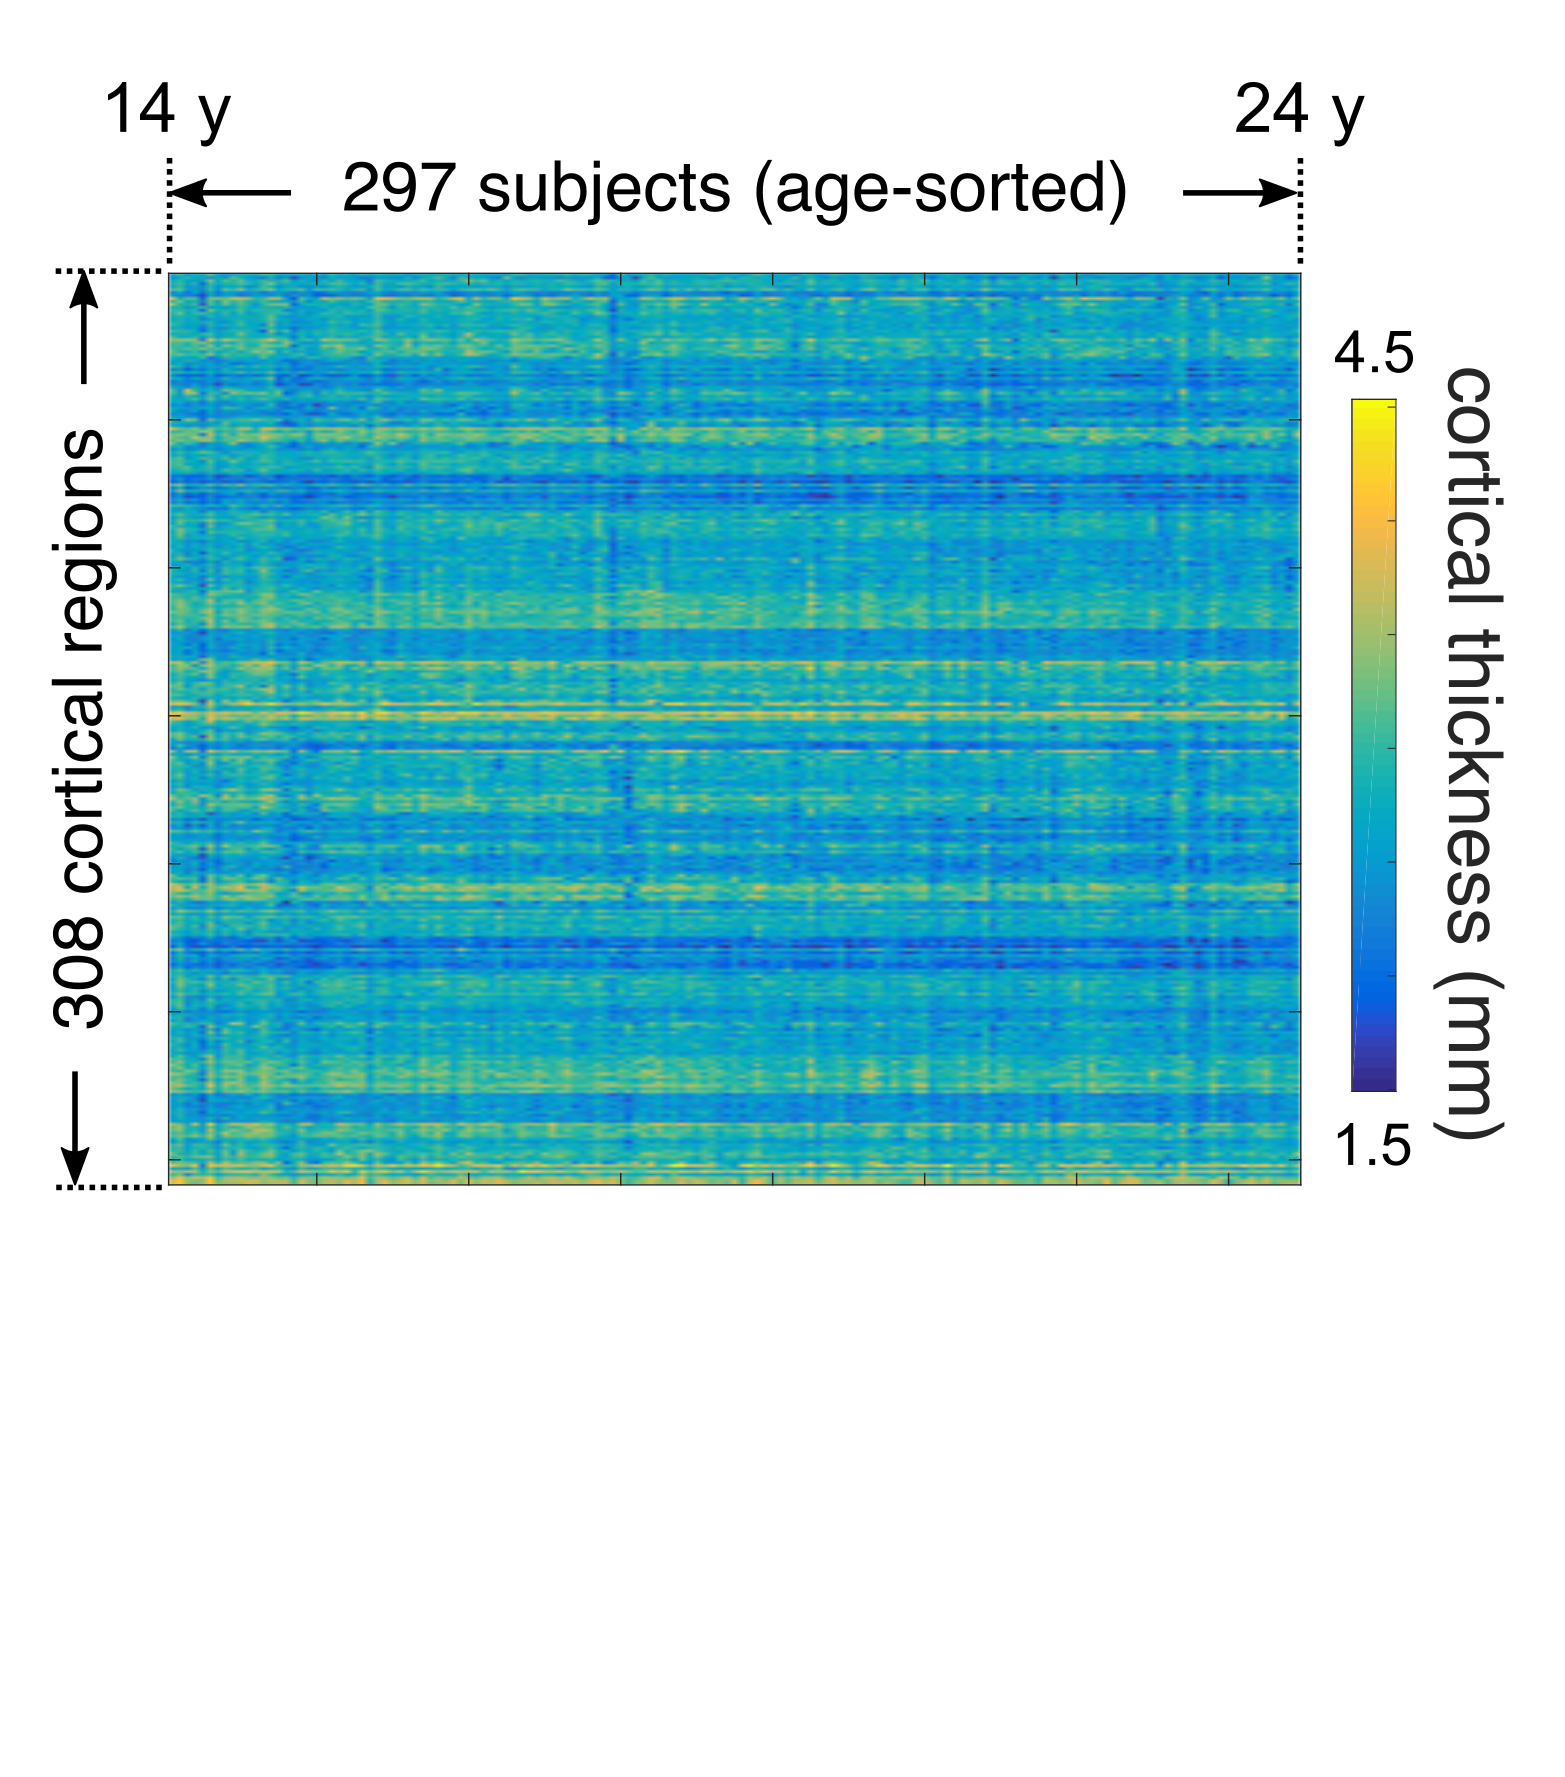 14 y
24 y
297 subjects (age-sorted)
308 cortical regions
4.5
cortical thickness (mm)
1.5